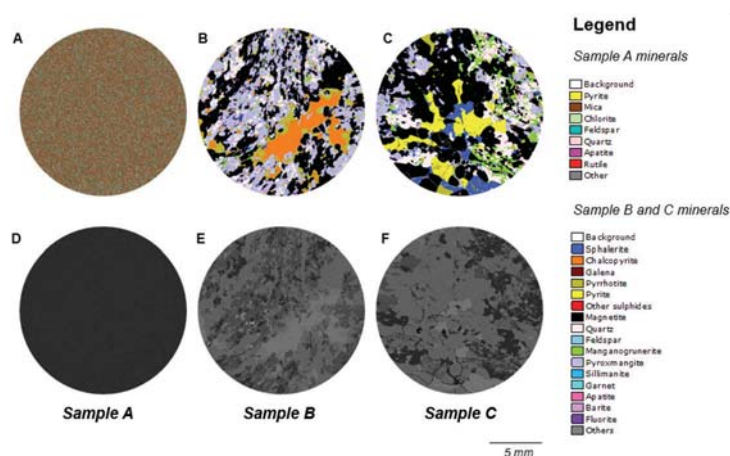 Legend
Sample A minerals
Background
Pyrite
Mica
Chlorite
Feldspar
Quartz
Apatite
Rutile
Other
Sample B and C minerals
Background
Sphalerite
Chalcopyrite
Galena
Pyrrhotite
Pyrite
Other sulphides
Magnetite
Quartz
Feldspar
Manganogrunerite
Pyroxmangite
Sillimanite
Garnet
Apatite
Barite
Fluorite
Others
A
B
C
D
E
F
Sample A
Sample B
Sample C
5 mm